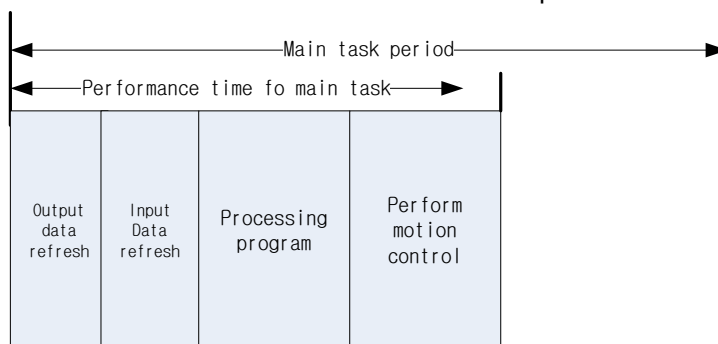 Main task period
Performance time fo main task
Output
data
refresh
Input
Data
refresh
Processing
program
Perform
motion
control